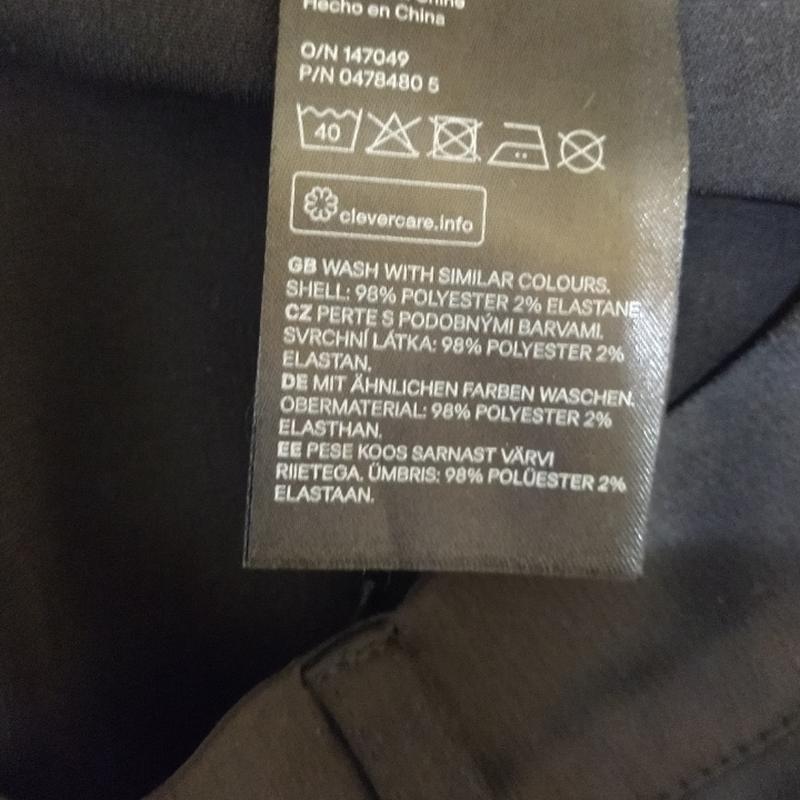 Hecho en China
O/N 147049
P/N 0478480 5
40
clevercare.info
GB WASH WITH SIMILAR COLOURS.
SHELL: 98% POLYESTER 2% ELASTANE
CZ PERTE S PODOBNÝMI BARVAMI.
SVRCHNÍ LÁTKA: 98% POLYESTER 2%
ELASTAN.
DE MIT ÄHNLICHEN FARBEN WASCHEN.
OBERMATERIAL: 98% POLYESTER 2%
ELASTHAN.
EE PESE KOOS SARNAST VÄRVI
RIIETEGA. ÜMBRIS: 98% POLÜESTER 2%
ELASTAAN.